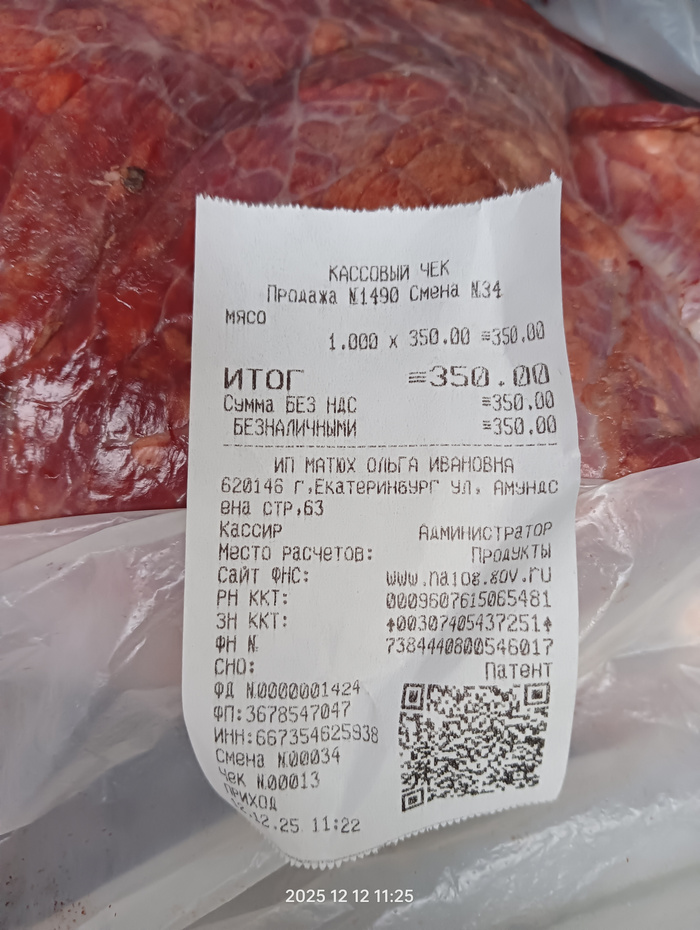 КАССОВЫЙ ЧЕК
Продажа №1490 Смена №34
МЯСО
1.000 х 350.00 ≡350.00
ИТОГ ≡350.00
Сумма БЕЗ НДС ≡350.00
БЕЗНАЛИЧНЫМИ ≡350.00
ИП МАТЮХ ОЛЬГА ИВАНОВНА
620146 г,Екатеринбург ул, Амундс
ена стр,63
Кассир Администратор
Место расчетов: Продукты
Сайт ФНС: www.nalog.gov.ru
РН ККТ: 0009607615065481
ЗН ККТ: ↑00307405437251↑
ФН № 7384440800546017
СНО: Патент
ФД №0000001424
ФП:3678547047
ИНН:667354625938
Смена №00034
Чек №00013
ПРИХОД
12.12.25 11:22
2025 12 12 11:25